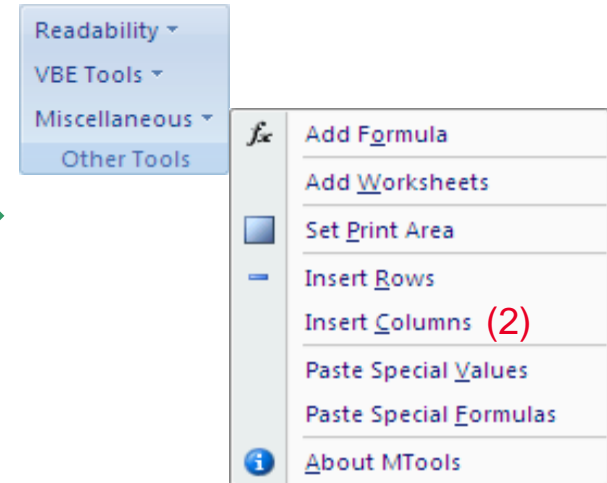 Readability
VBE Tools
Miscellaneous
Other Tools
fx Add Formula
Add Worksheets
Set Print Area
Insert Rows
Insert Columns (2)
Paste Special Values
Paste Special Formulas
About MTools